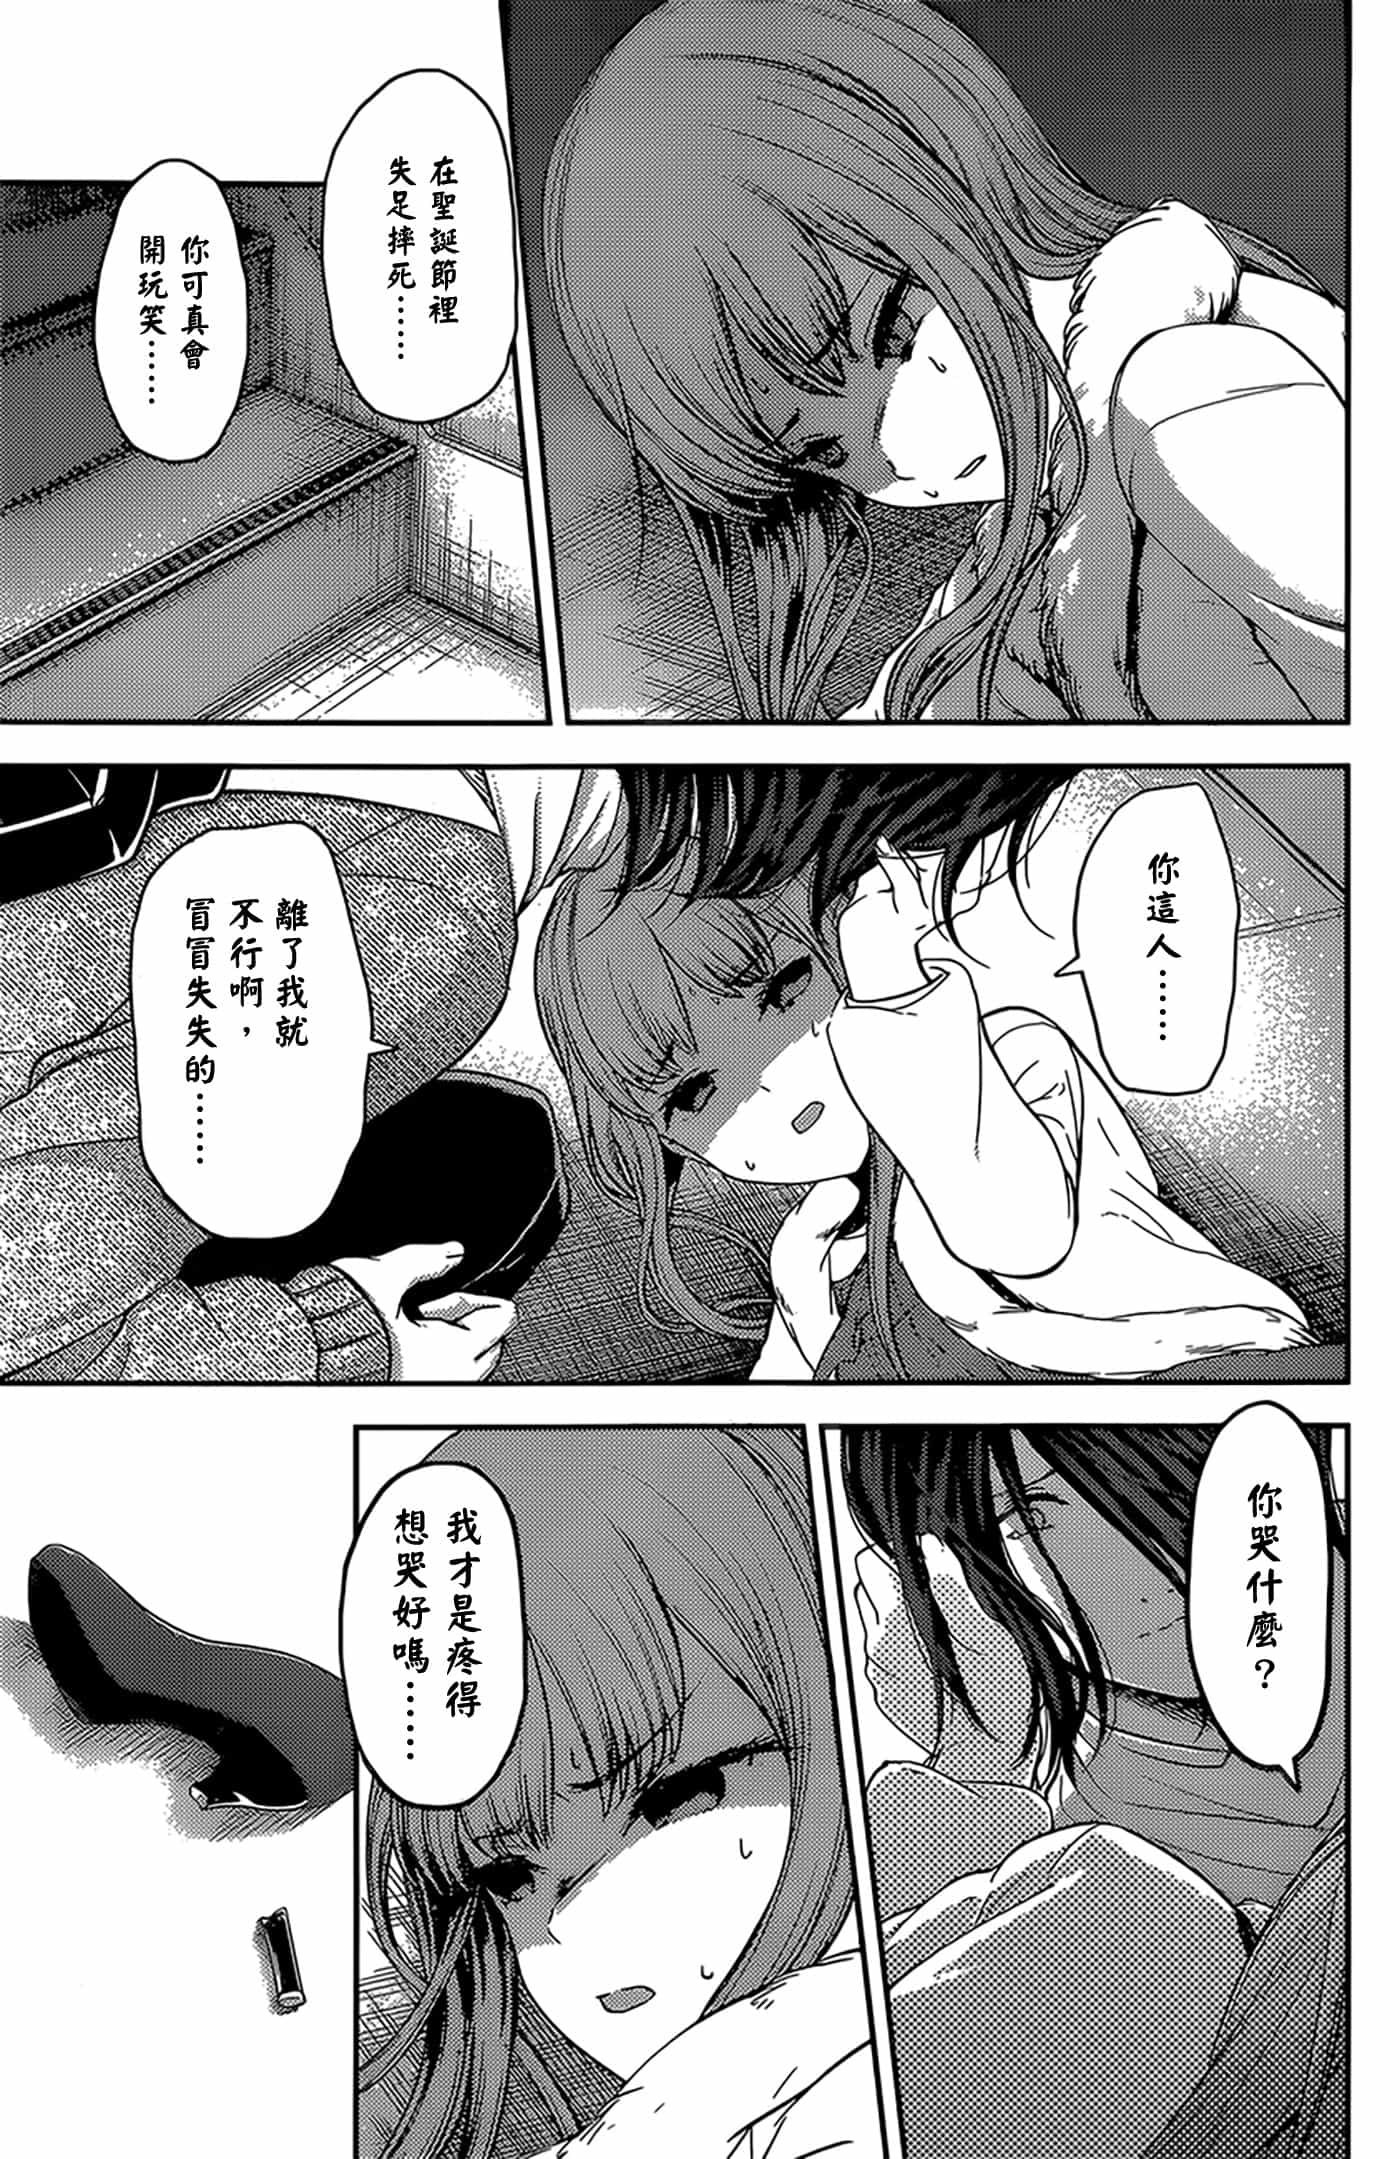 在聖誕節裡
失足摔死……
你可真會
開玩笑……
你這人……
離了我就
不行啊，
冒冒失失的……
你哭什麼？
我才是疼得
想哭好嗎……